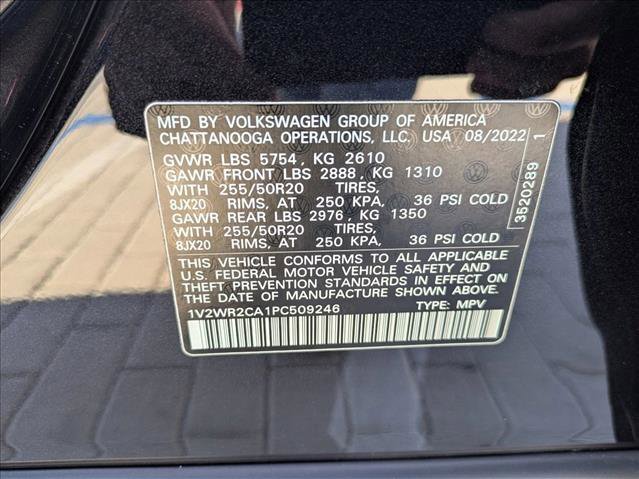 MFD BY VOLKSWAGEN GROUP OF AMERICA
CHATTANOOGA OPERATIONS, LLC, USA 08/2022
GVWR LBS 5754, KG 2610
GAWR FRONT LBS 2888, KG 1310
WITH 255/50R20 TIRES,
8JX20 RIMS, AT 250 KPA, 36 PSI COLD
GAWR REAR LBS 2976, KG 1350
WITH 255/50R20 TIRES,
8JX20 RIMS, AT 250 KPA, 36 PSI COLD
THIS VEHICLE CONFORMS TO ALL APPLICABLE
U.S. FEDERAL MOTOR VEHICLE SAFETY AND
THEFT PREVENTION STANDARDS IN EFFECT ON
THE DATE OF MANUFACTURE SHOWN ABOVE.
1V2WR2CA1PC509246 TYPE: MPV
3520289 1